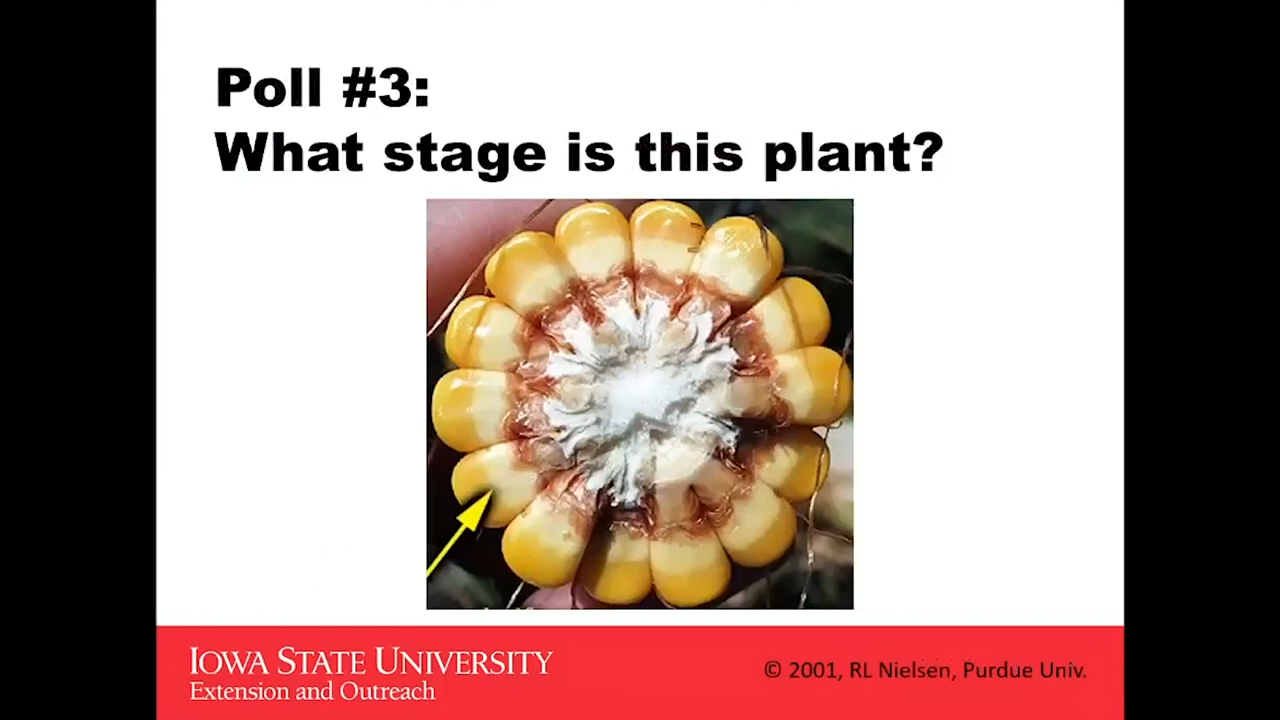 Poll #3:
What stage is this plant?
IOWA STATE UNIVERSITY
Extension and Outreach
© 2001, RL Nielsen, Purdue Univ.